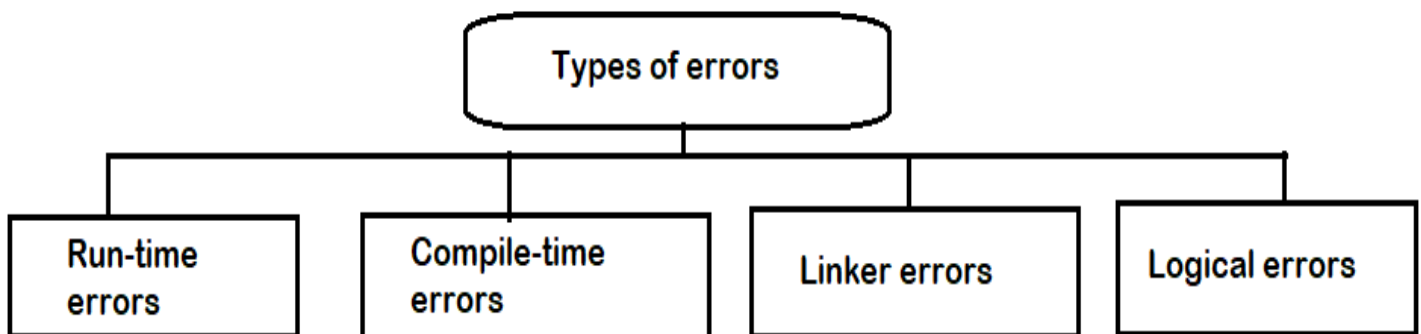 Types of errors
Run-time
errors
Compile-time
errors
Linker errors
Logical errors